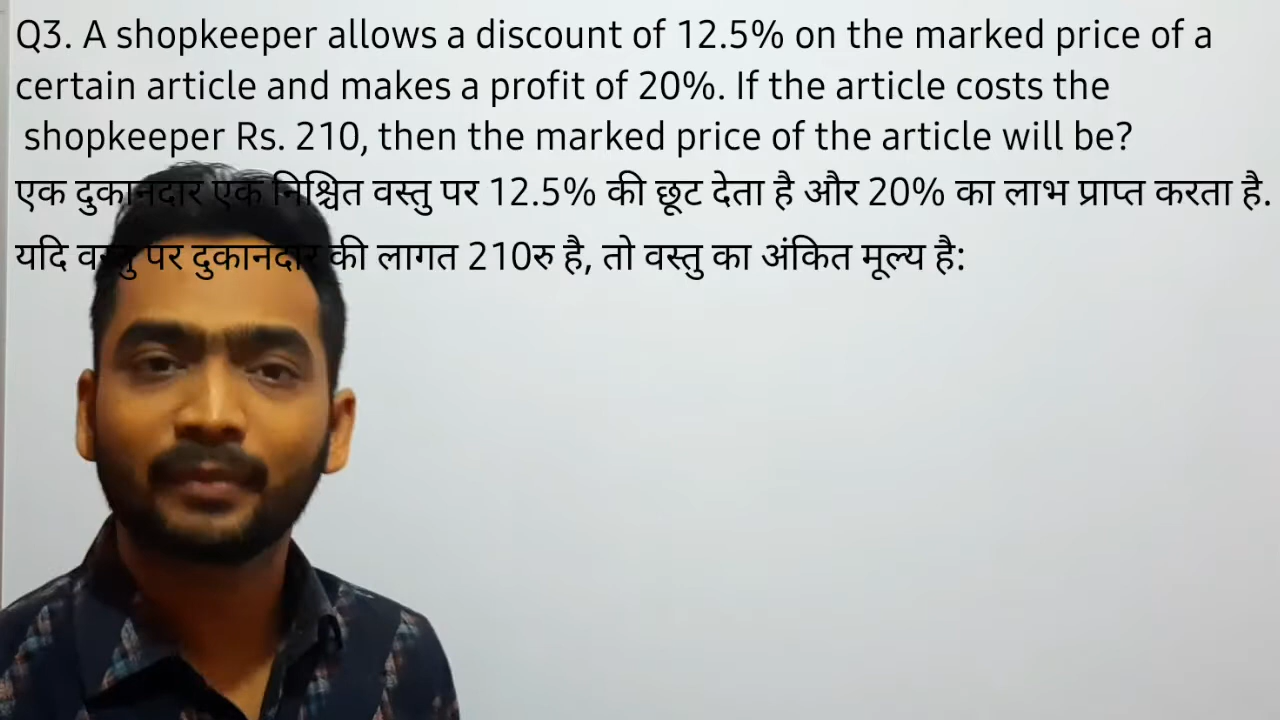 Q3. A shopkeeper allows a discount of 12.5% on the marked price of a
certain article and makes a profit of 20%. If the article costs the
shopkeeper Rs. 210, then the marked price of the article will be?
एक दुकानदार एक निश्चित वस्तु पर 12.5% की छूट देता है और 20% का लाभ प्राप्त करता है.
यदि वस्तु पर दुकानदार की लागत 210रु है, तो वस्तु का अंकित मूल्य है: